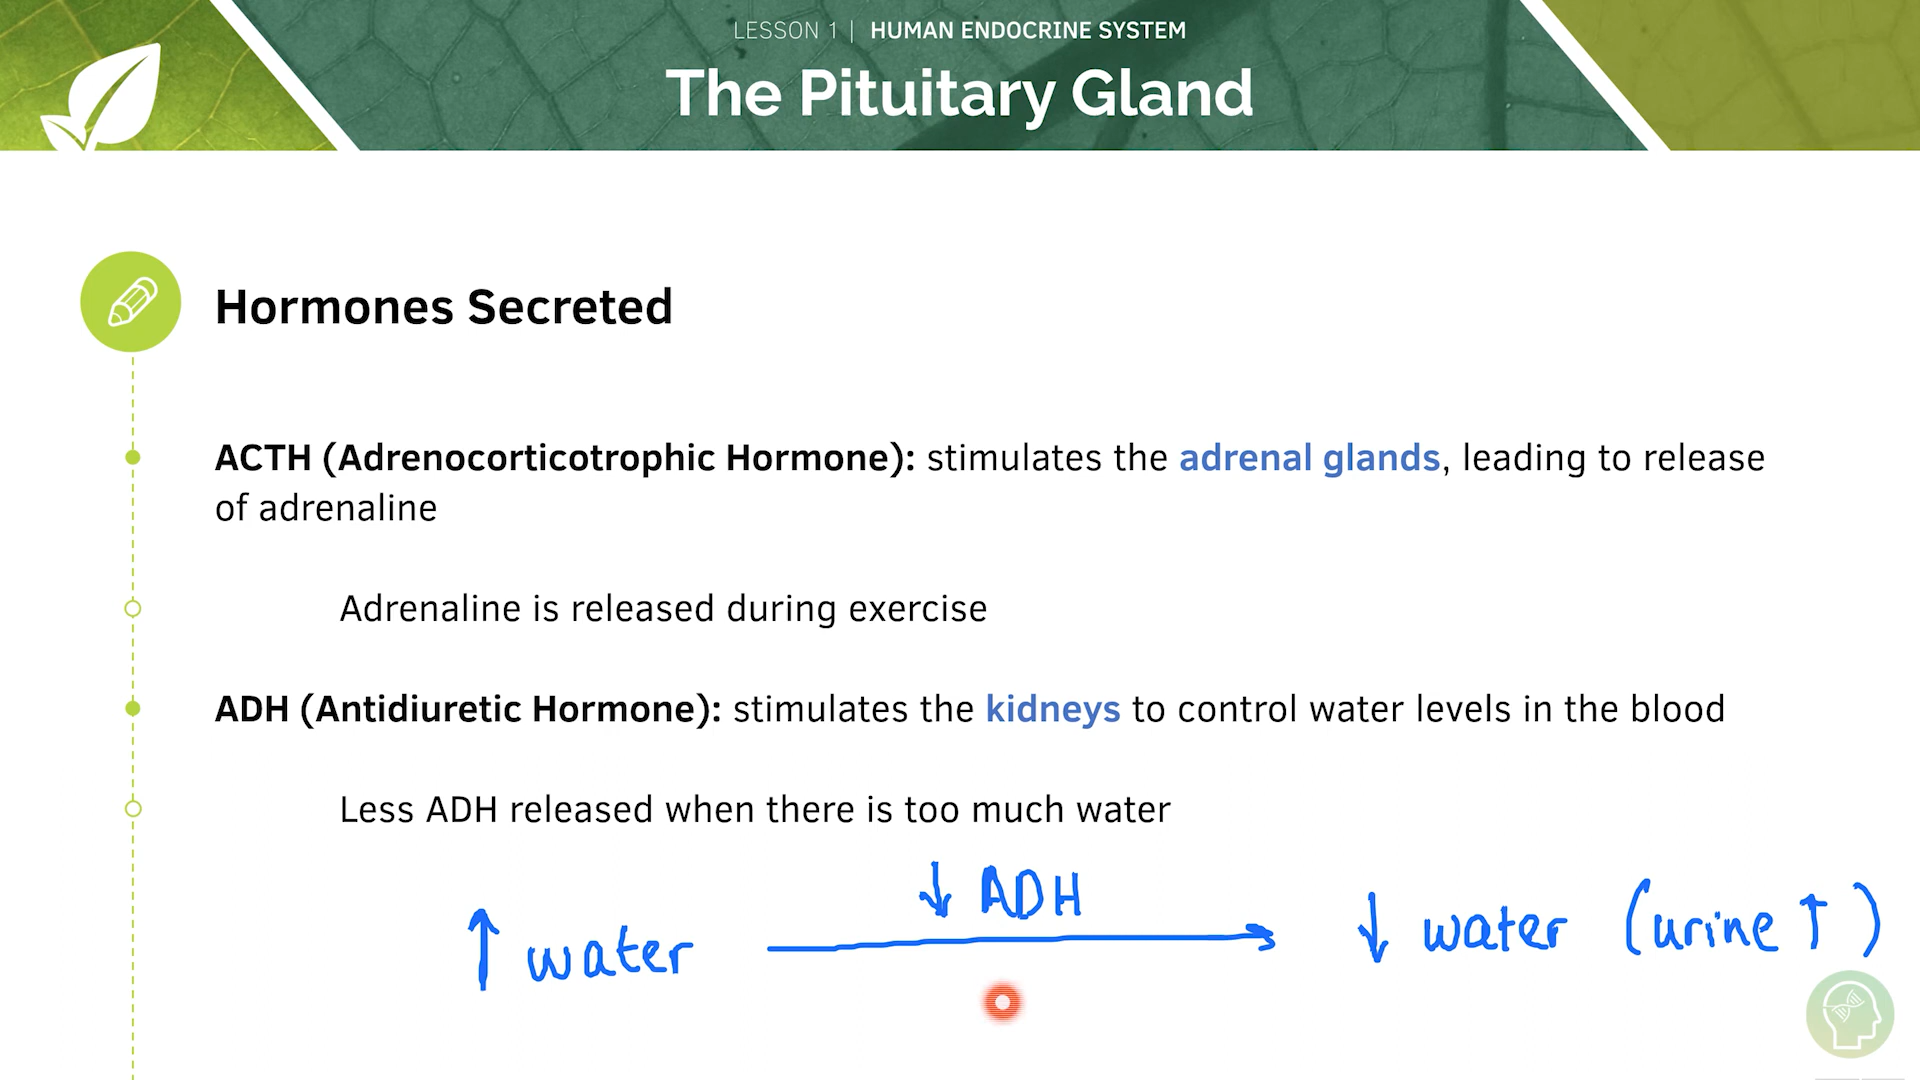 LESSON 1 | HUMAN ENDOCRINE SYSTEM
The Pituitary Gland
Hormones Secreted
ACTH (Adrenocorticotrophic Hormone): stimulates the adrenal glands, leading to release
of adrenaline
Adrenaline is released during exercise
ADH (Antidiuretic Hormone): stimulates the kidneys to control water levels in the blood
Less ADH released when there is too much water
↓ ADH
↑ water → ↓ water (urine ↑)